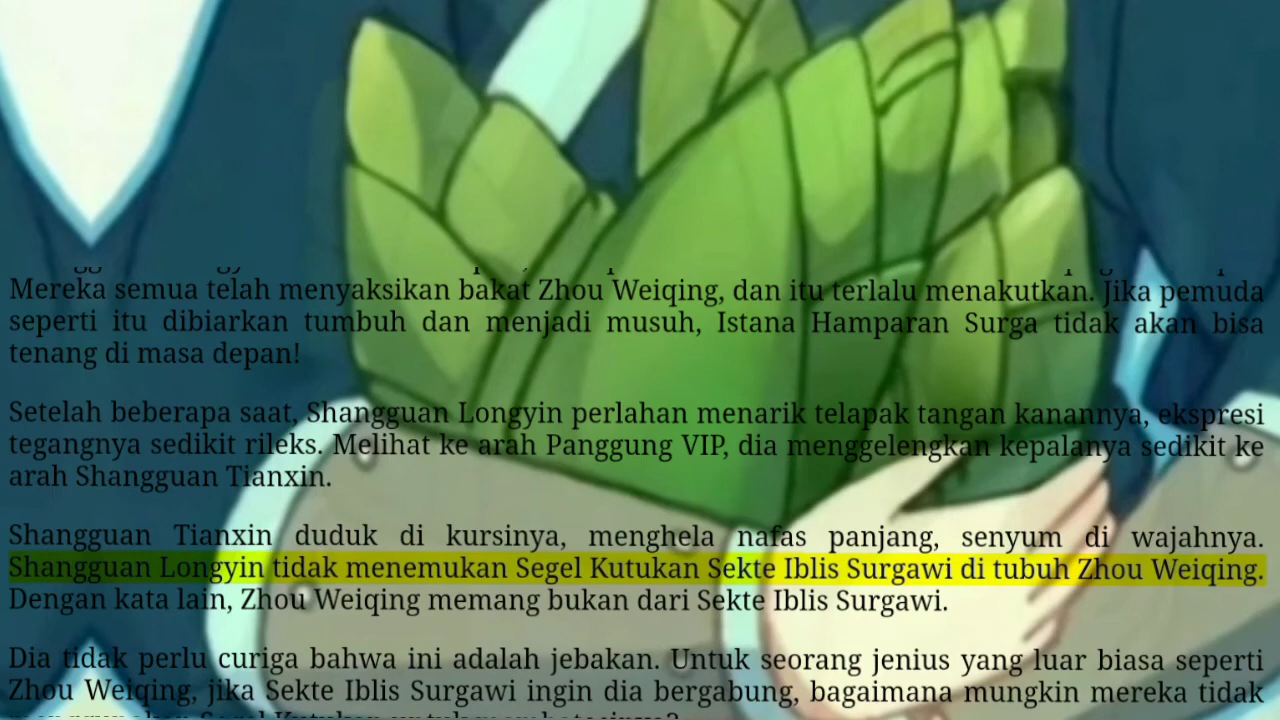 Mereka semua telah menyaksikan bakat Zhou Weiqing, dan itu terlalu menakutkan. Jika pemuda
seperti itu dibiarkan tumbuh dan menjadi musuh, Istana Hamparan Surga tidak akan bisa
tenang di masa depan!
Setelah beberapa saat, Shangguan Longyin perlahan menarik telapak tangan kanannya, ekspresi
tegangnya sedikit rileks. Melihat ke arah Panggung VIP, dia menggelengkan kepalanya sedikit ke
arah Shangguan Tianxin.
Shangguan Tianxin duduk di kursinya, menghela nafas panjang, senyum di wajahnya.
Shangguan Longyin tidak menemukan Segel Kutukan Sekte Iblis Surgawi di tubuh Zhou Weiqing.
Dengan kata lain, Zhou Weiqing memang bukan dari Sekte Iblis Surgawi.
Dia tidak perlu curiga bahwa ini adalah jebakan. Untuk seorang jenius yang luar biasa seperti
Zhou Weiqing, jika Sekte Iblis Surgawi ingin dia bergabung, bagaimana mungkin mereka tidak